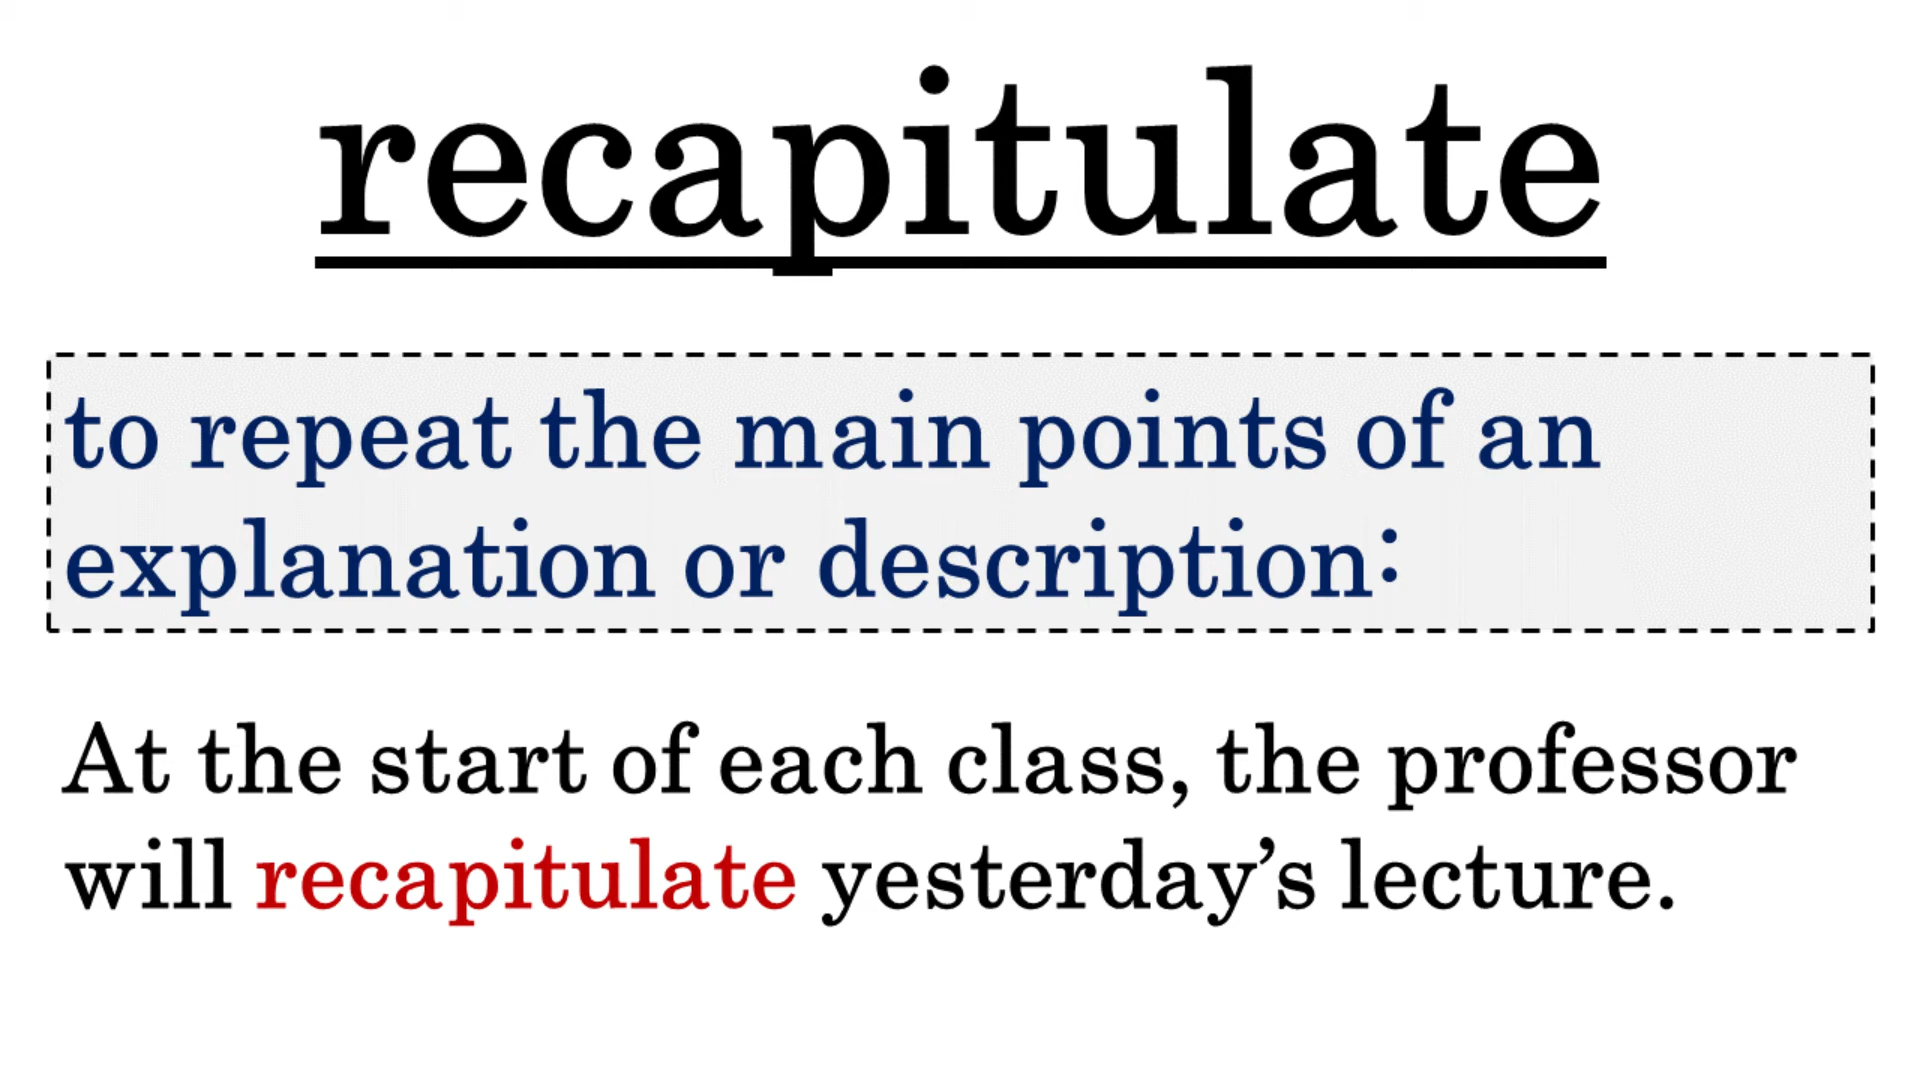 recapitulate
to repeat the main points of an
explanation or description:
At the start of each class, the professor
will recapitulate yesterday’s lecture.